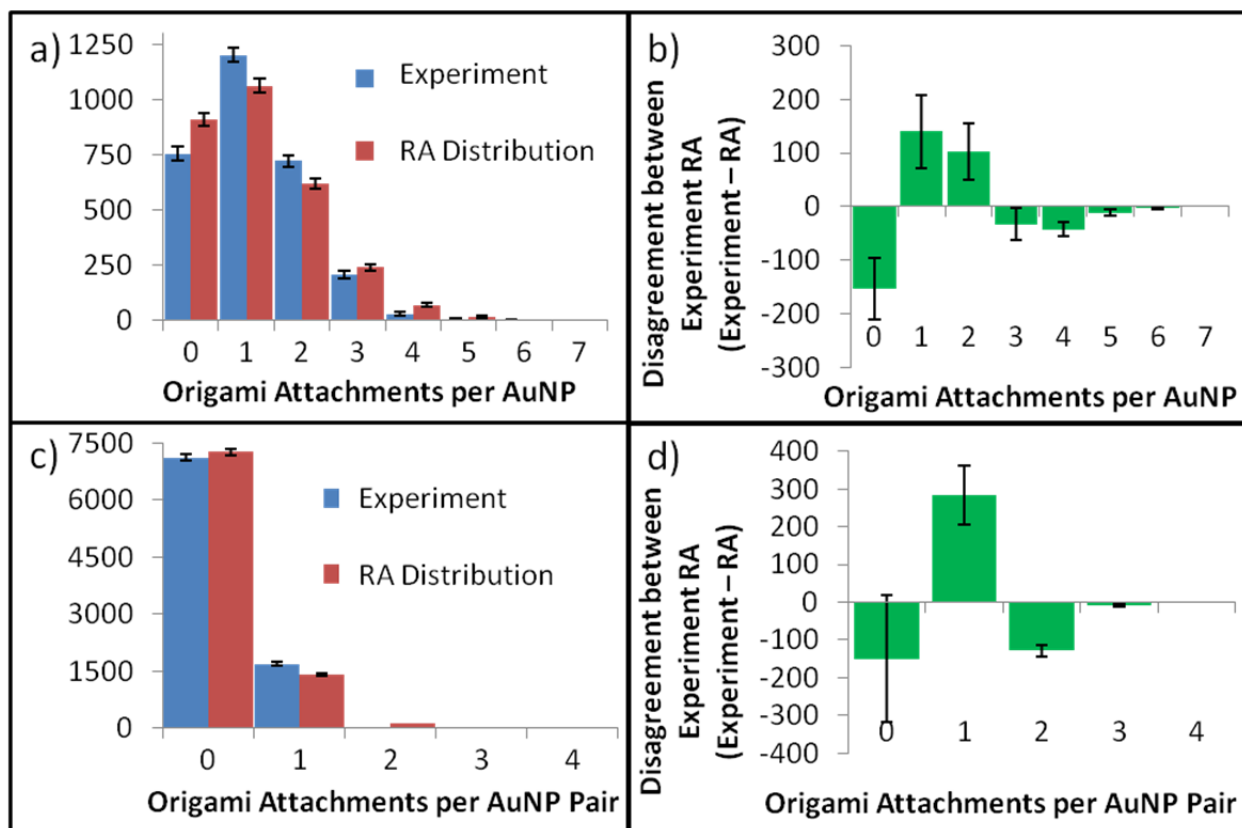 a)
1250
1000
750
500
250
0
Experiment
RA Distribution
0 1 2 3 4 5 6 7
Origami Attachments per AuNP
b)
Disagreement between
Experiment RA
(Experiment – RA)
300
200
100
0
-100
-200
-300
0 1 2 3 4 5 6 7
Origami Attachments per AuNP
c)
7500
6000
4500
3000
1500
0
Experiment
RA Distribution
0 1 2 3 4
Origami Attachments per AuNP Pair
d)
Disagreement between
Experiment RA
(Experiment – RA)
400
300
200
100
0
-100
-200
-300
-400
0 1 2 3 4
Origami Attachments per AuNP Pair